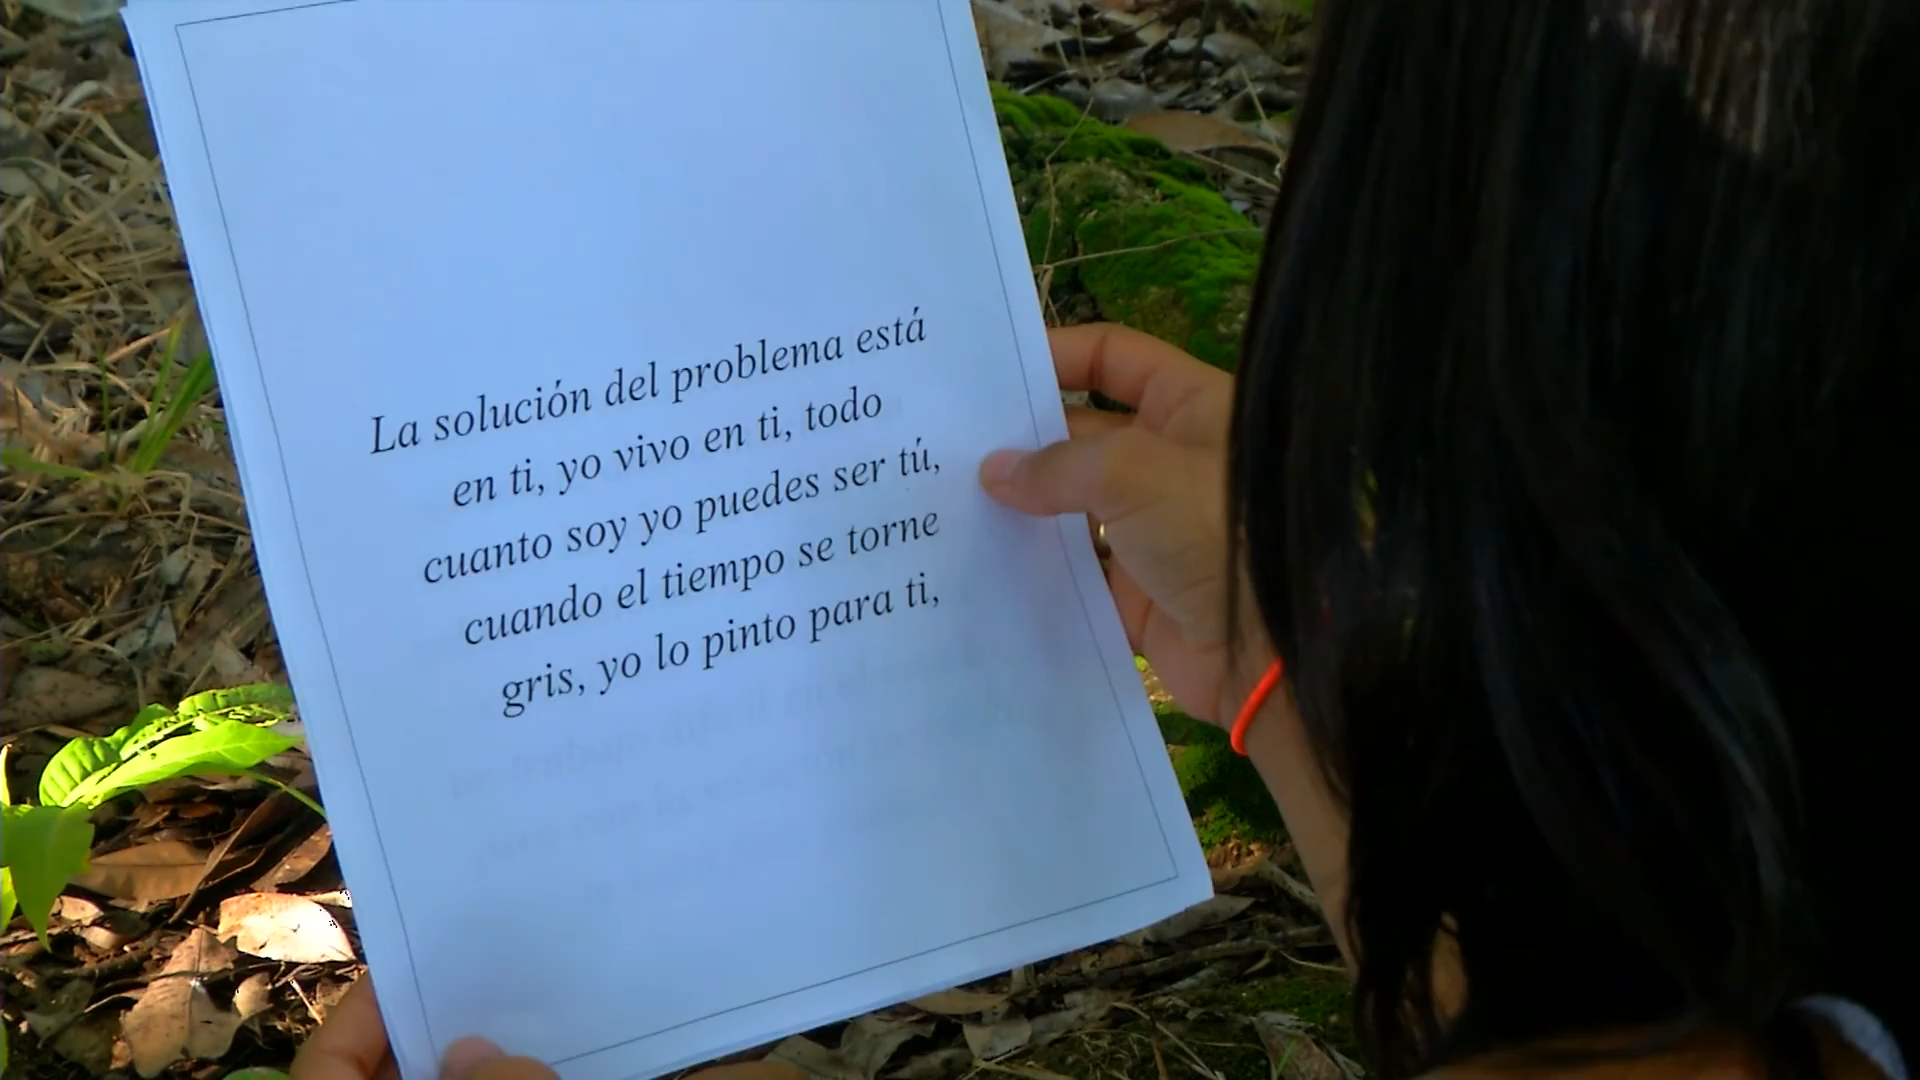 La solución del problema está
en ti, yo vivo en ti, todo
cuanto soy yo puedes ser tú,
cuando el tiempo se torne
gris, yo lo pinto para ti,